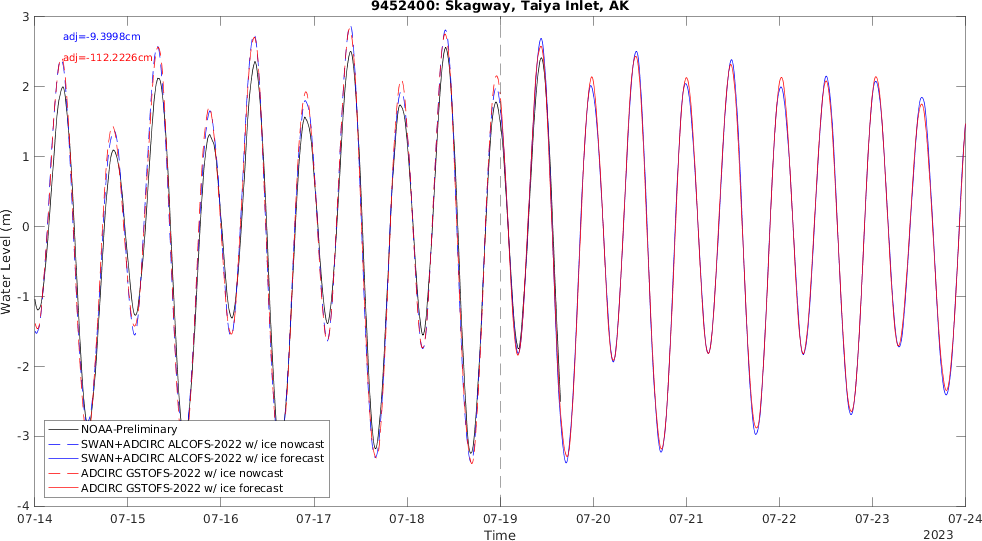 9452400: Skagway, Taiya Inlet, AK
3
adj=-9.3998cm
adj=-112.2226cm
2
1
0
-1
-2
-3
-4
Water Level (m)
NOAA-Preliminary
SWAN+ADCIRC ALCOFS-2022 w/ ice nowcast
SWAN+ADCIRC ALCOFS-2022 w/ ice forecast
ADCIRC GSTOFS-2022 w/ ice nowcast
ADCIRC GSTOFS-2022 w/ ice forecast
07-14 07-15 07-16 07-17 07-18 07-19 07-20 07-21 07-22 07-23 07-24
Time
2023